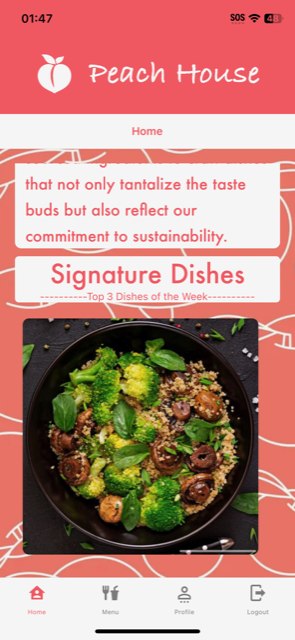 01:47
SOS
Peach House
Home
that not only tantalize the taste
buds but also reflect our
commitment to sustainability.
Signature Dishes
----------Top 3 Dishes of the Week----------
Home
Menu
Profile
Logout